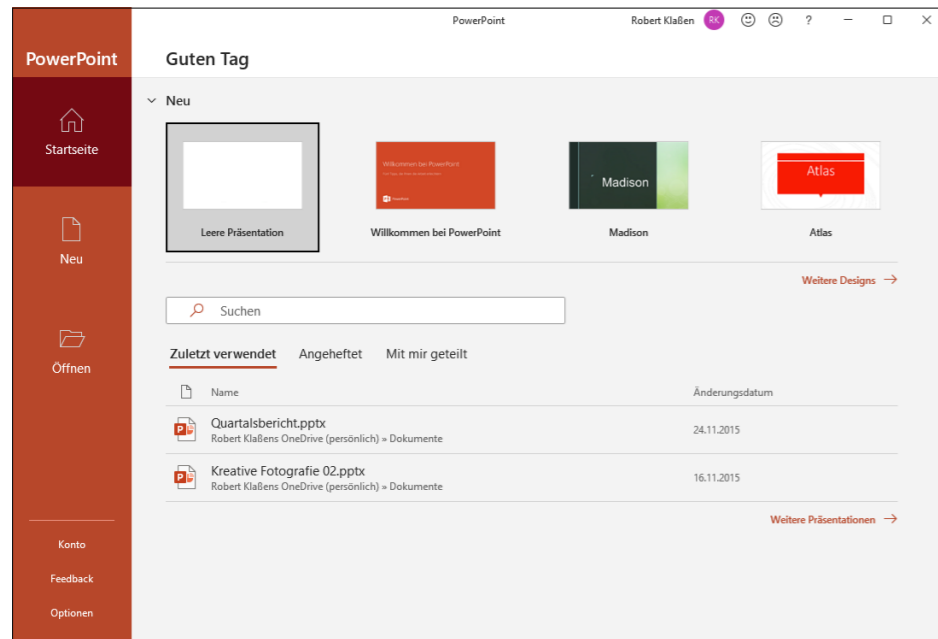 PowerPoint
Robert Klaßen
RK
?
PowerPoint
Guten Tag
Startseite
Neu
Öffnen
Konto
Feedback
Optionen
Neu
Willkommen bei PowerPoint
Madison
Atlas
Leere Präsentation
Willkommen bei PowerPoint
Madison
Atlas
Weitere Designs
Suchen
Zuletzt verwendet
Angeheftet
Mit mir geteilt
Name
Änderungsdatum
Quartalsbericht.pptx
Robert Klaßens OneDrive (persönlich) » Dokumente
24.11.2015
Kreative Fotografie 02.pptx
Robert Klaßens OneDrive (persönlich) » Dokumente
16.11.2015
Weitere Präsentationen